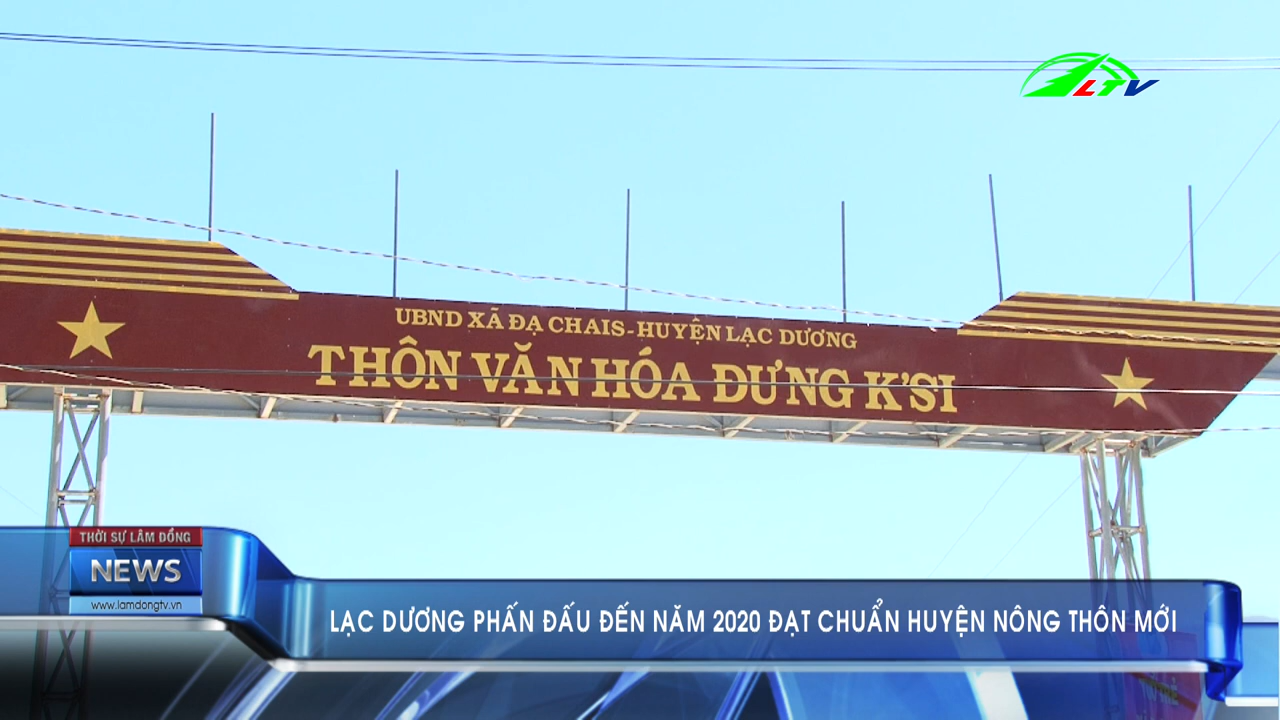 LTV
UBND XÃ ĐẠ CHAIS-HUYỆN LẠC DƯƠNG
THÔN VĂN HÓA ĐƯNG K'SI
THỜI SỰ LÂM ĐỒNG
NEWS
www.lamdongtv.vn
LẠC DƯƠNG PHẤN ĐẤU ĐẾN NĂM 2020 ĐẠT CHUẨN HUYỆN NÔNG THÔN MỚI